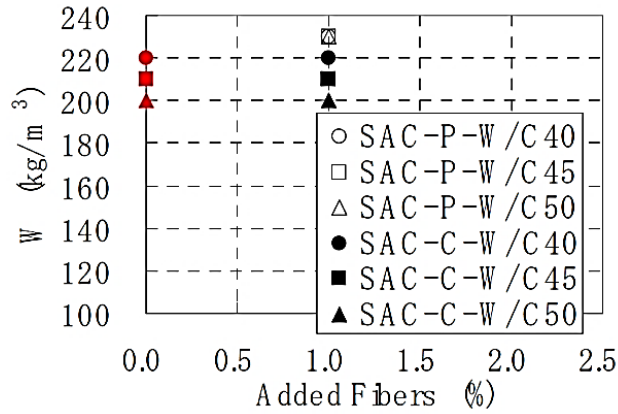 240
220
200
180
160
140
120
100
W (kg/m³)
SAC-P-W/C40
SAC-P-W/C45
SAC-P-W/C50
SAC-C-W/C40
SAC-C-W/C45
SAC-C-W/C50
0.0 0.5 1.0 1.5 2.0 2.5
Added Fibers (%)